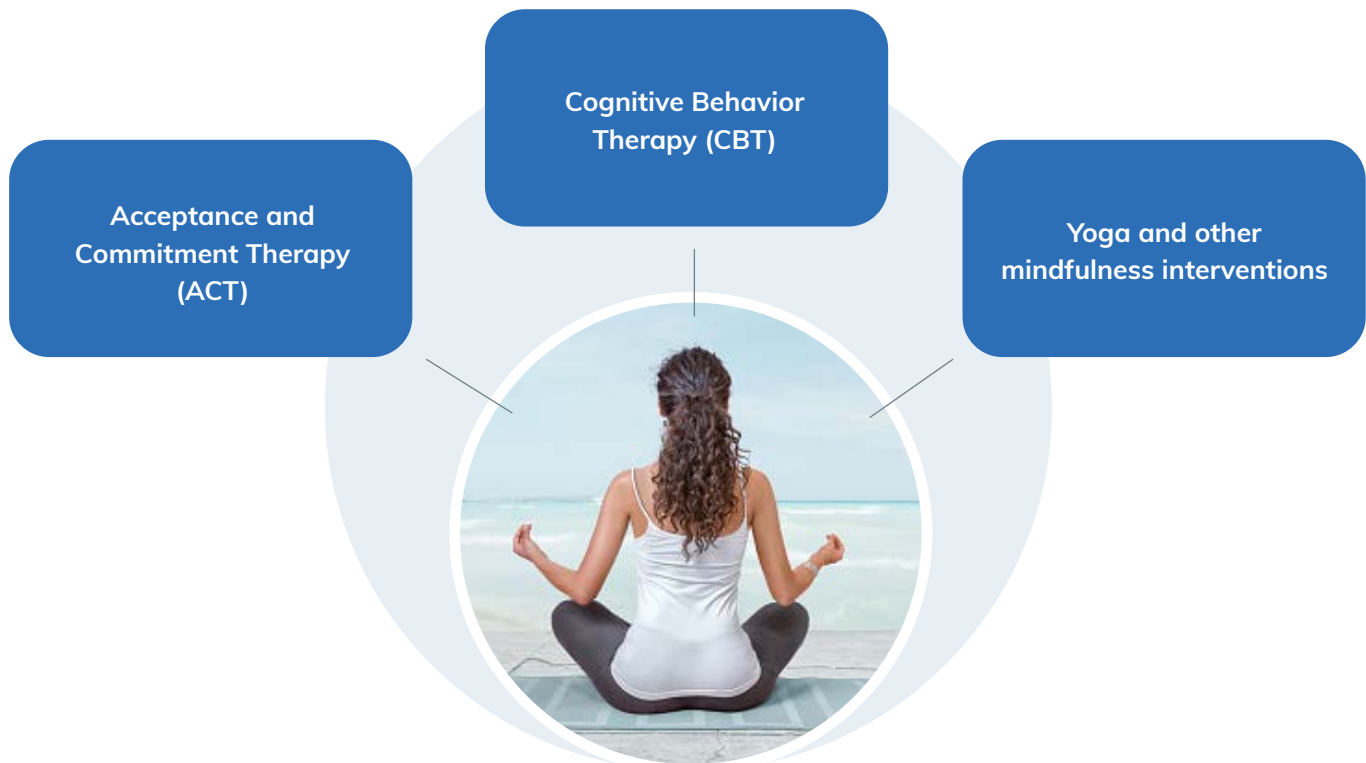 Cognitive Behavior
Therapy (CBT)
Acceptance and
Commitment Therapy
(ACT)
Yoga and other
mindfulness interventions